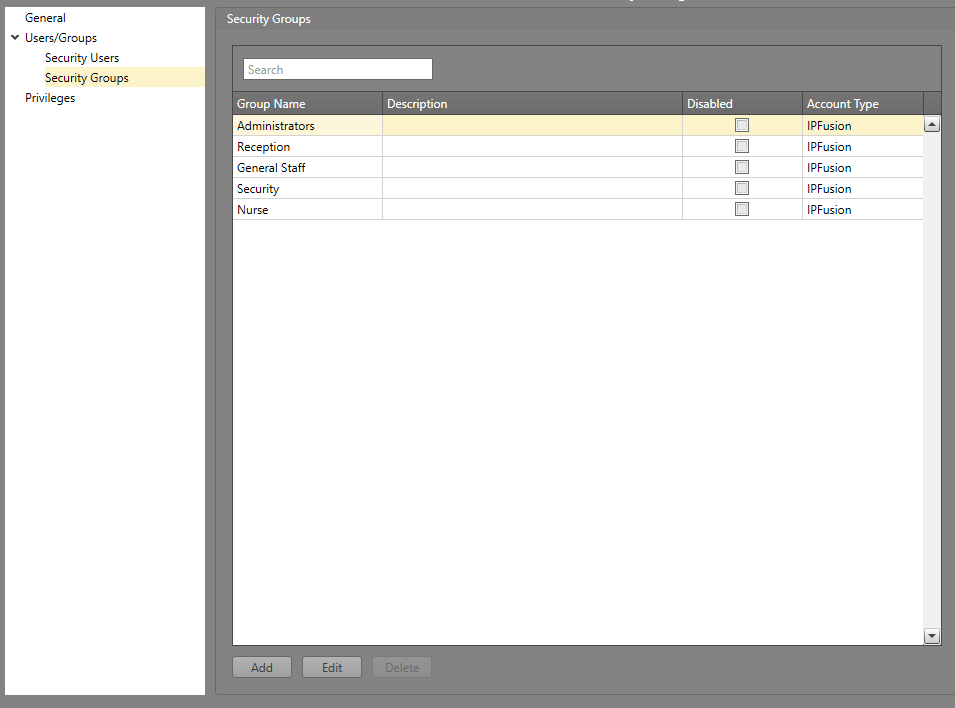 General
Users/Groups
Security Users
Security Groups
Privileges
Security Groups
Search
Group Name Description Disabled Account Type
Administrators IPFusion
Reception IPFusion
General Staff IPFusion
Security IPFusion
Nurse IPFusion
Add Edit Delete